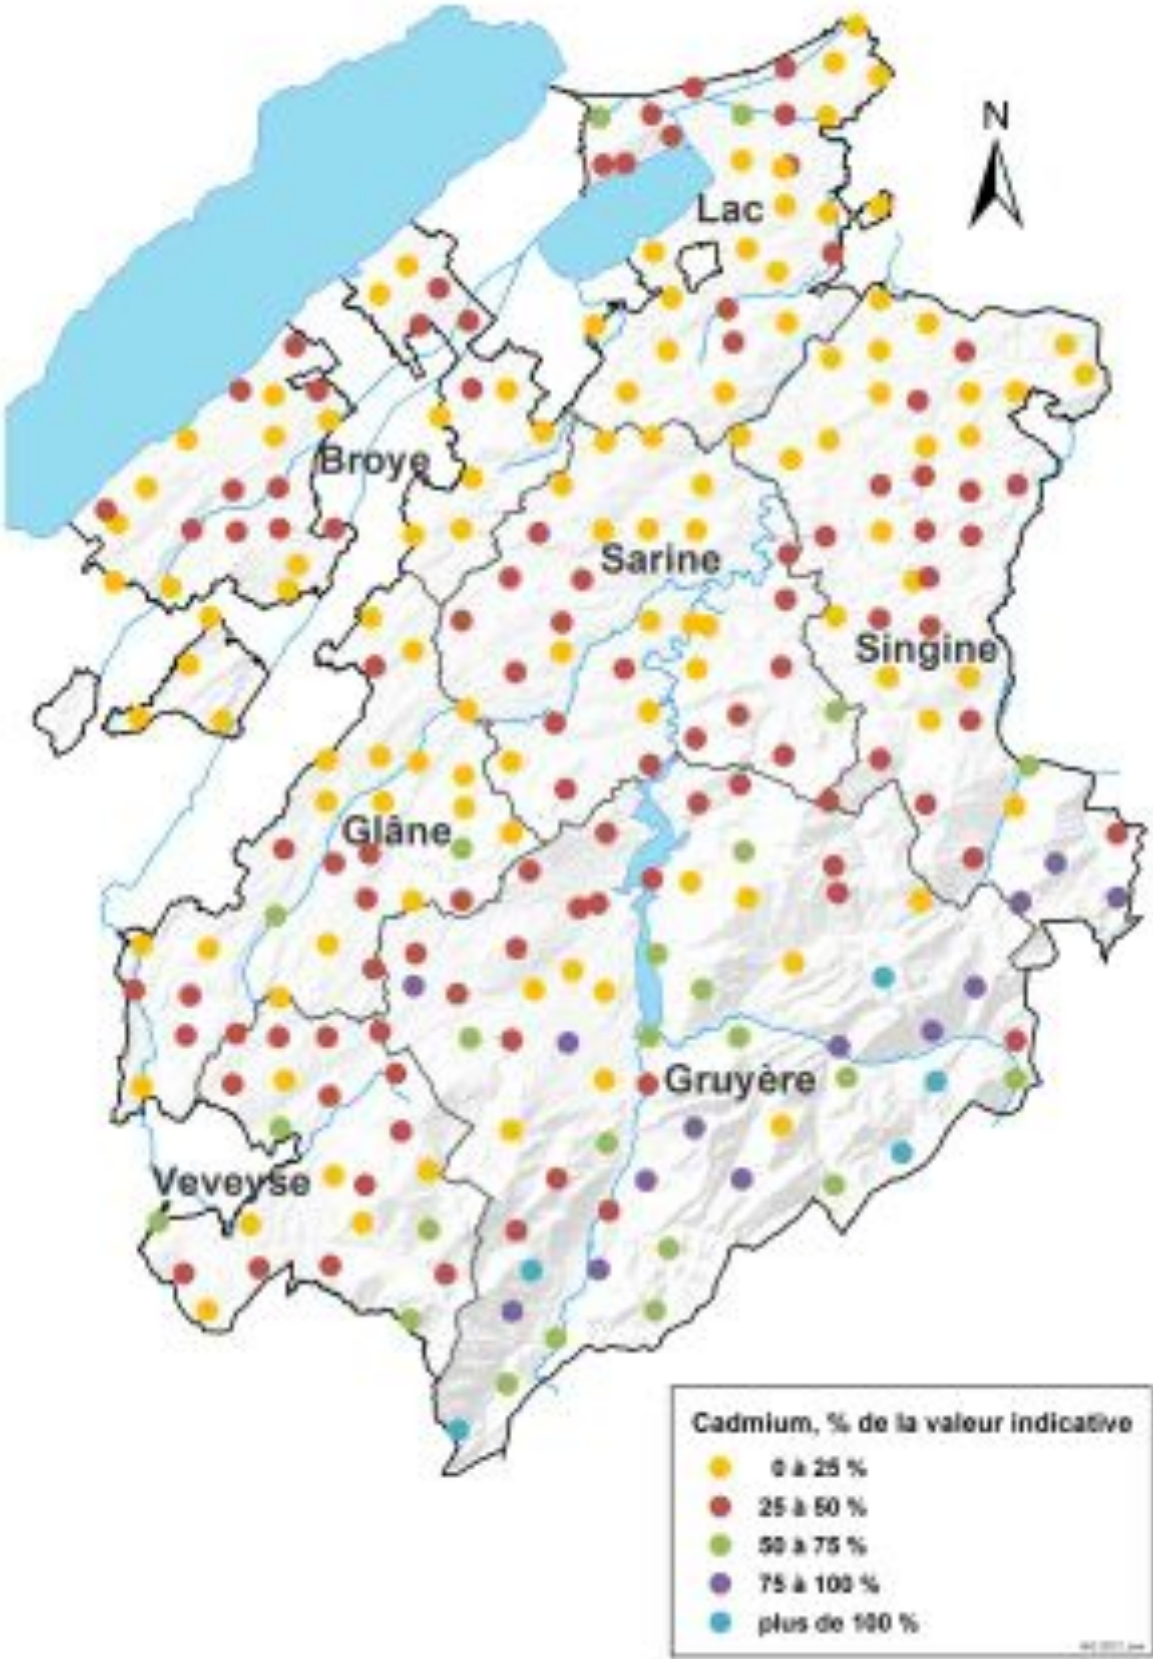 N
Lac
Broye
Sarine
Singine
Glâne
Gruyère
Veveyse
Cadmium, % de la valeur indicative
0 à 25 %
25 à 50 %
50 à 75 %
75 à 100 %
plus de 100 %